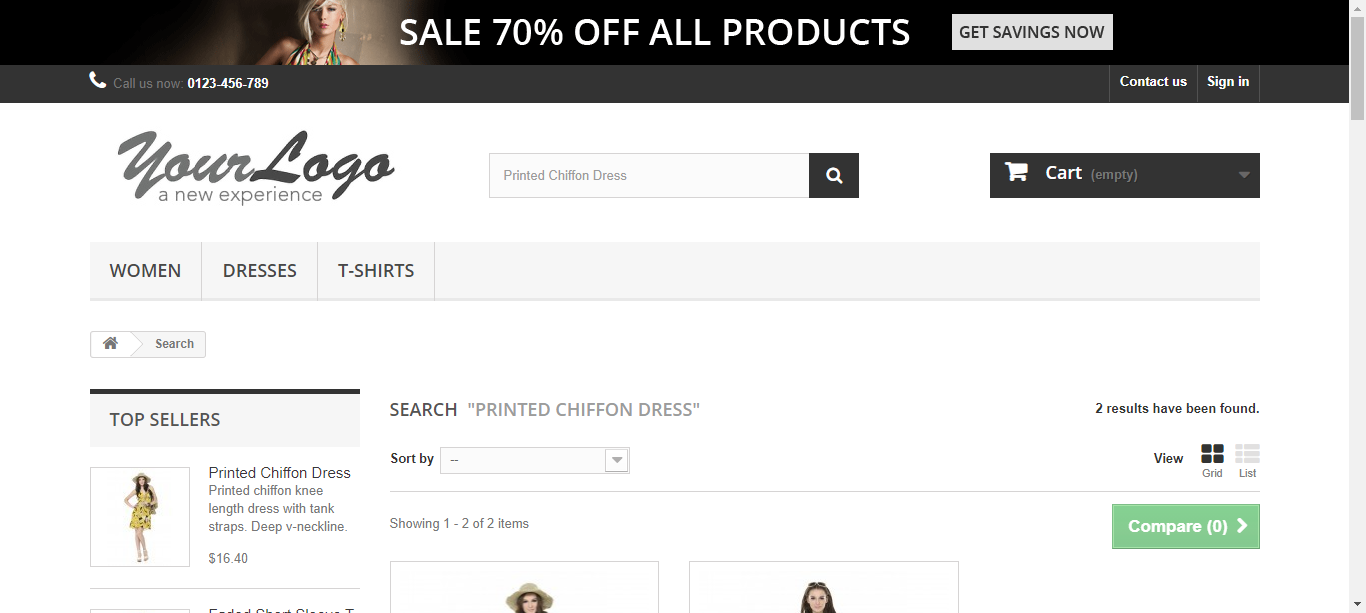 SALE 70% OFF ALL PRODUCTS GET SAVINGS NOW
Call us now: 0123-456-789
Contact us
Sign in
YourLogo
a new experience
Printed Chiffon Dress
Cart (empty)
WOMEN
DRESSES
T-SHIRTS
Search
TOP SELLERS
Printed Chiffon Dress
Printed chiffon knee
length dress with tank
straps. Deep v-neckline.
$16.40
SEARCH "PRINTED CHIFFON DRESS"
2 results have been found.
Sort by --
View
Grid
List
Showing 1 - 2 of 2 items
Compare (0)